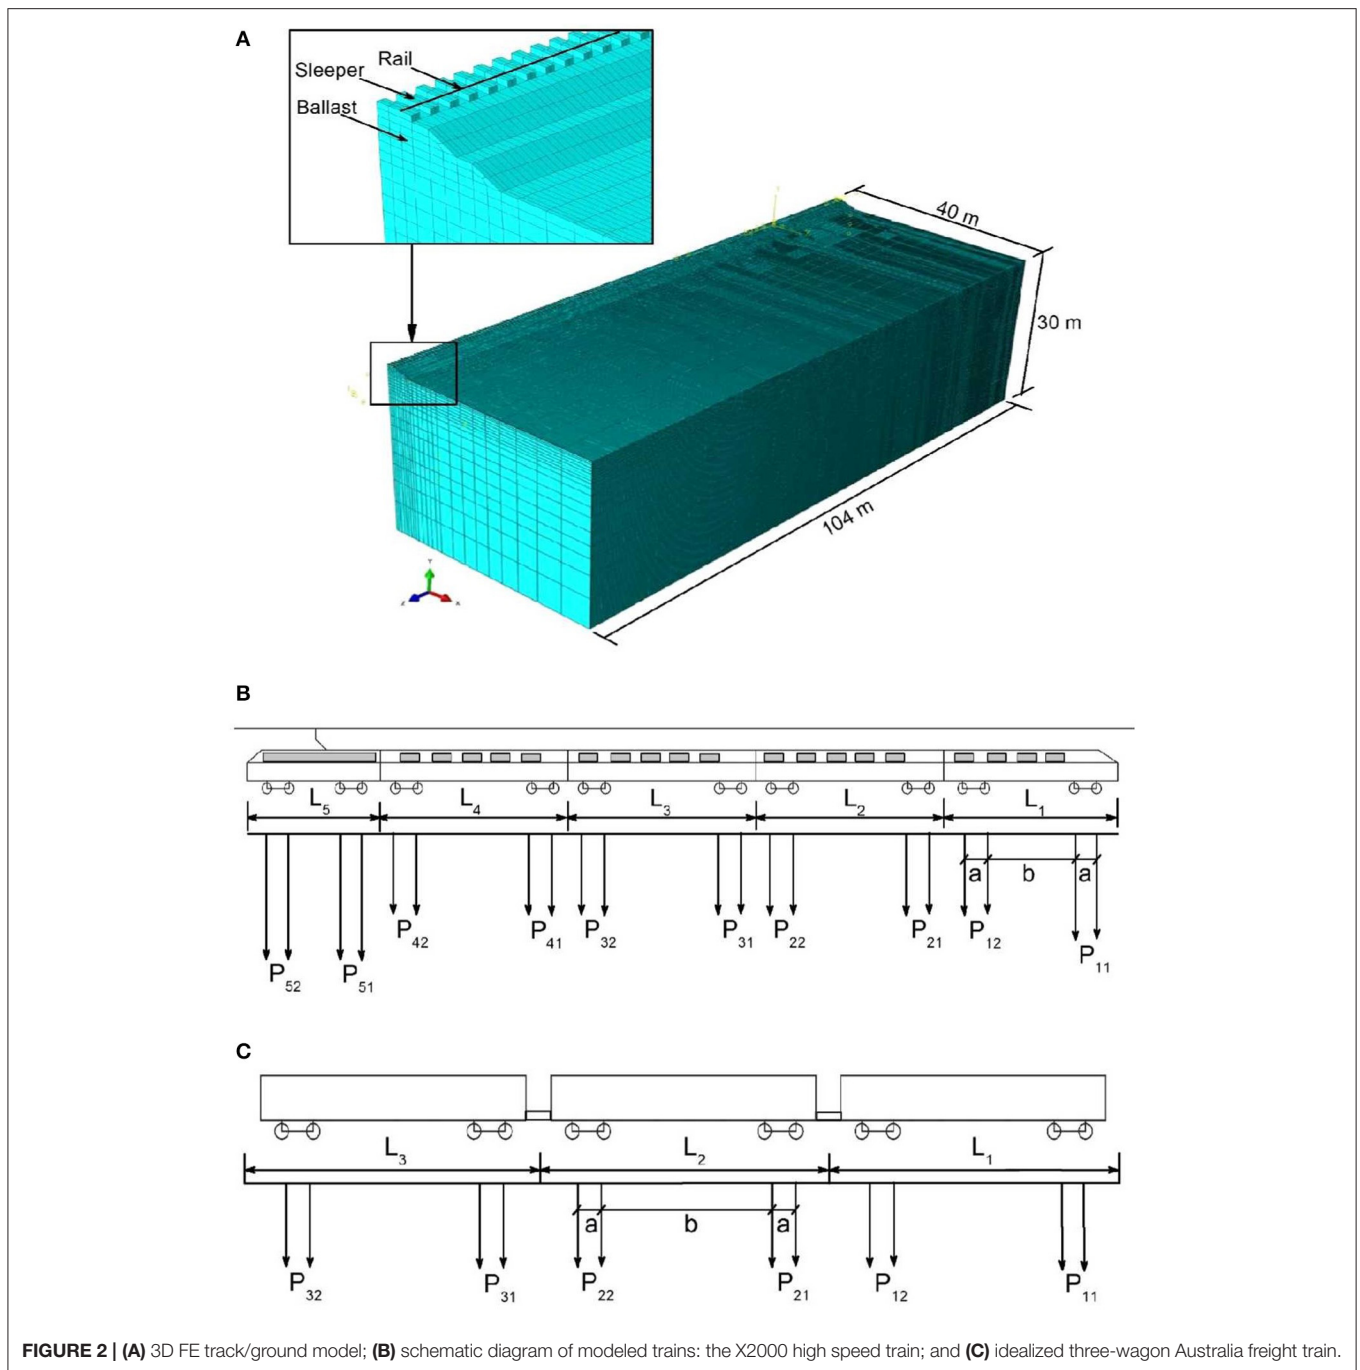 A
Rail
Sleeper
Ballast
40 m
30 m
104 m
Y
Z X
B
L5 L4 L3 L2 L1
a b a
P42 P41 P32 P31 P22 P21 P12
P11
P52 P51
C
L3 L2 L1
a b a
P32 P31 P22 P21 P12 P11
FIGURE 2 | (A) 3D FE track/ground model; (B) schematic diagram of modeled trains: the X2000 high speed train; and (C) idealized three-wagon Australia freight train.